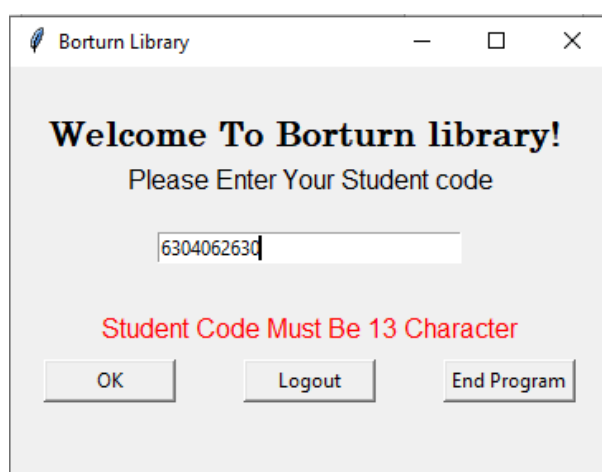 Borturn Library
Welcome To Borturn library!
Please Enter Your Student code
6304062630
Student Code Must Be 13 Character
OK Logout End Program